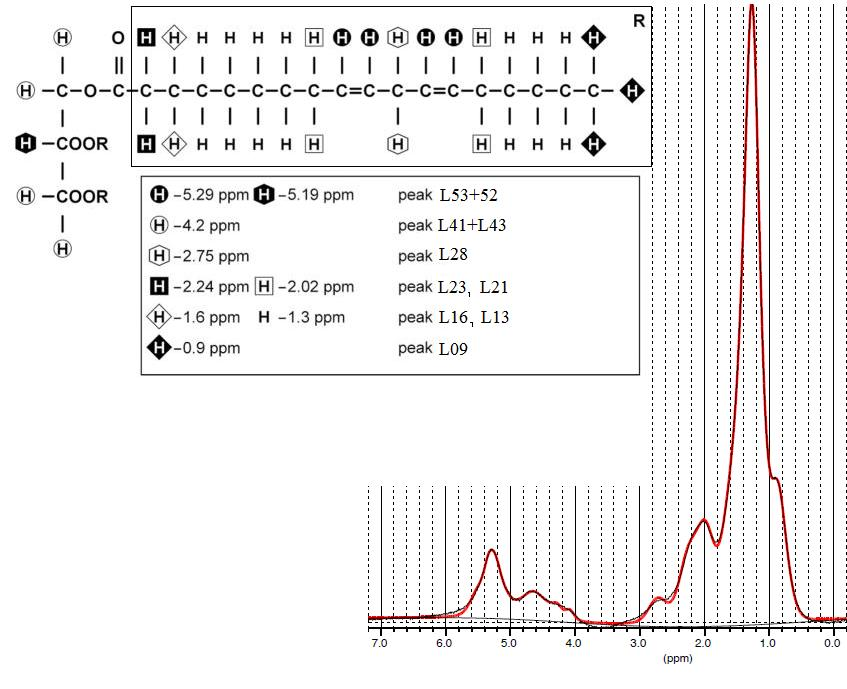 R
H O H H H H H H H H H H H H H H H H H
H –C–O–C–C–C–C–C–C–C–C–C=C–C–C=C–C–C–C–C–C– H
H –COOR H H H H H H H H H H H H H
H –COOR
H
H –5.29 ppm H –5.19 ppm peak L53+52
H –4.2 ppm peak L41+L43
H –2.75 ppm peak L28
H –2.24 ppm H –2.02 ppm peak L23, L21
H –1.6 ppm H –1.3 ppm peak L16, L13
H –0.9 ppm peak L09
7.0 6.0 5.0 4.0 3.0 2.0 1.0 0.0
(ppm)